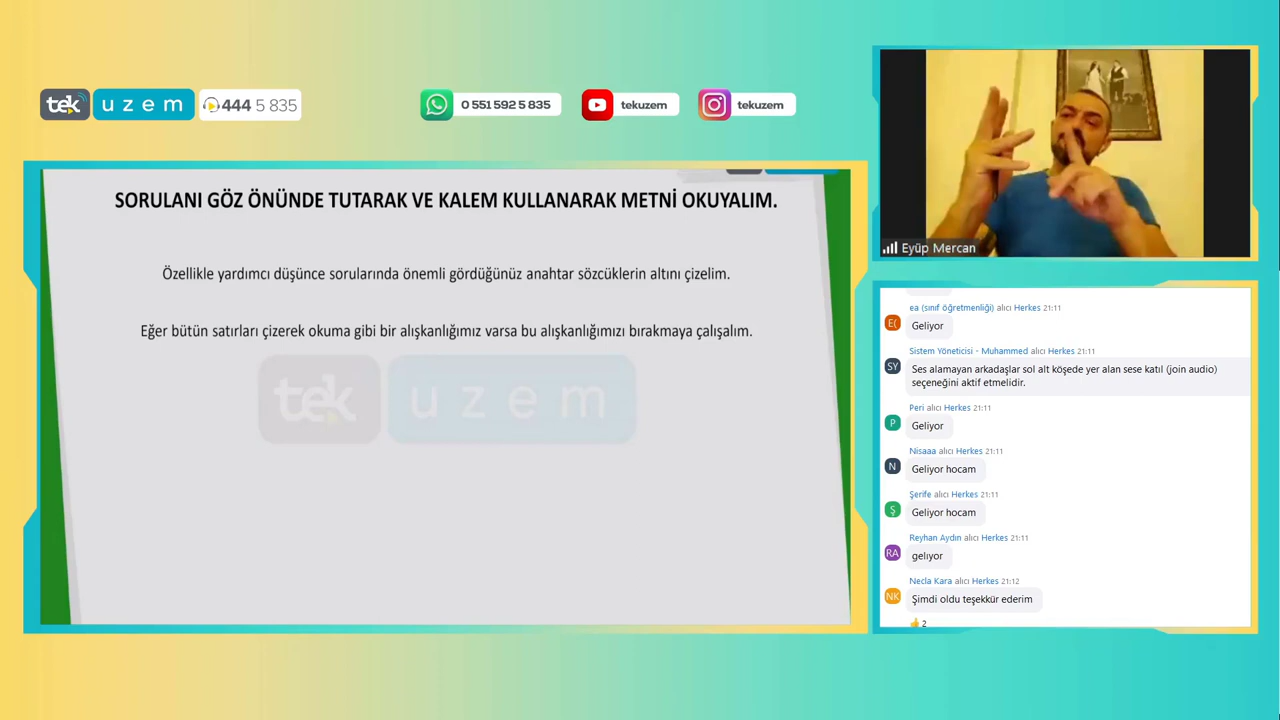 tek uzem 444 5 835
0 551 592 5 835
tekuzem
tekuzem
SORULANI GÖZ ÖNÜNDE TUTARAK VE KALEM KULLANARAK METNİ OKUYALIM.
Özellikle yardımcı düşünce sorularında önemli gördüğünüz anahtar sözcüklerin altını çizelim.
Eğer bütün satırları çizerek okuma gibi bir alışkanlığımız varsa bu alışkanlığımızı bırakmaya çalışalım.
tek uzem
Eyüp Mercan
ea (sınıf öğretmenliği) alıcı Herkes 21:11
E(
Geliyor
Sistem Yöneticisi - Muhammed alıcı Herkes 21:11
SY
Ses alamayan arkadaşlar sol alt köşede yer alan sese katıl (join audio)
seçeneğini aktif etmelidir.
Peri alıcı Herkes 21:11
P
Geliyor
Nisaaa alıcı Herkes 21:11
N
Geliyor hocam
Şerife alıcı Herkes 21:11
Ş
Geliyor hocam
Reyhan Aydın alıcı Herkes 21:11
RA
gelıyor
Necla Kara alıcı Herkes 21:12
NK
Şimdi oldu teşekkür ederim
2